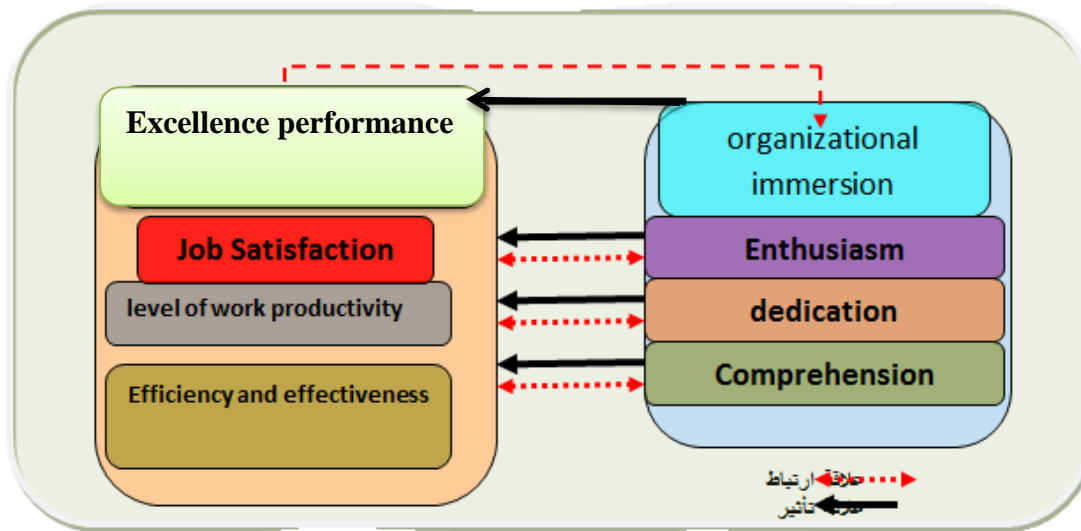 Excellence performance
organizational
immersion
Job Satisfaction
Enthusiasm
level of work productivity
dedication
Efficiency and effectiveness
Comprehension
علاقة ارتباط
علاقة تأثير